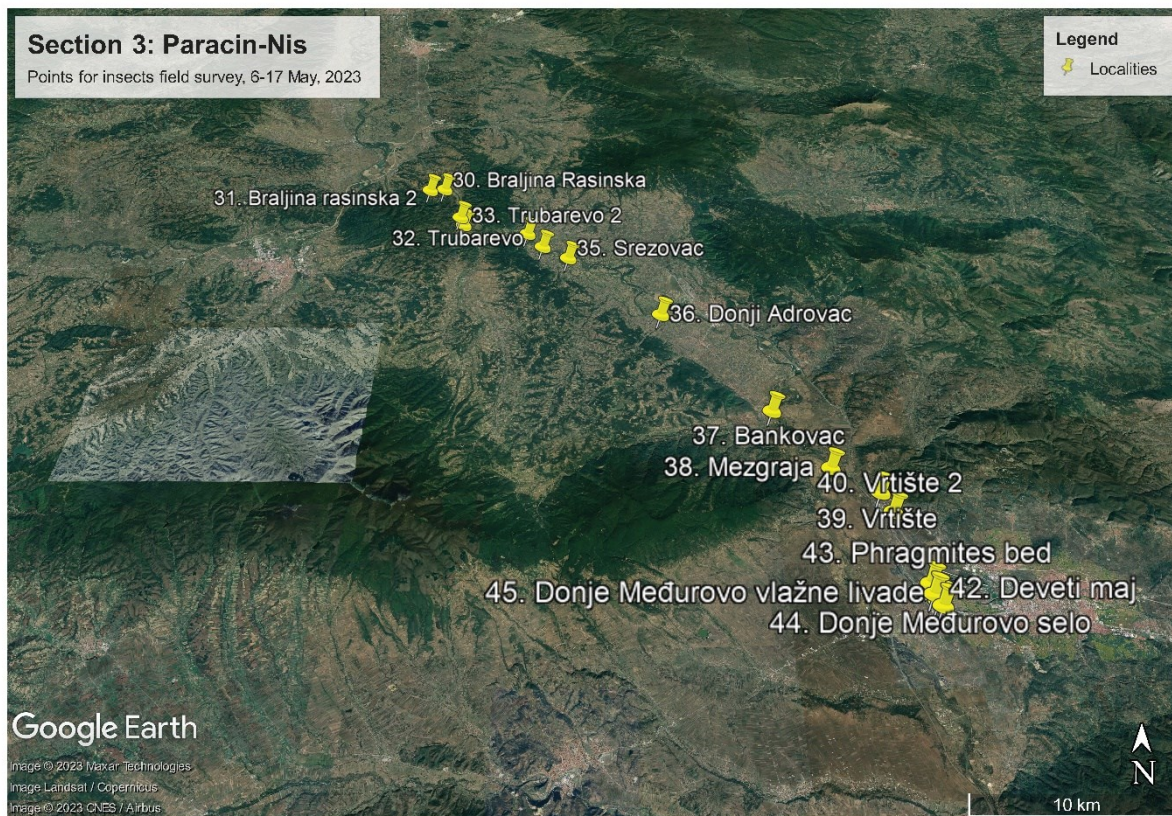 Section 3: Paracin-Nis
Points for insects field survey, 6-17 May, 2023
Legend
Localities
30. Braljina Rasinska
31. Braljina rasinska 2
33. Trubarevo 2
32. Trubarevo
35. Srezovac
36. Donji Adrovac
37. Bankovac
38. Mezgraja
40. Vrtište 2
39. Vrtište
43. Phragmites bed
45. Donje Međurovo vlažne livade
42. Deveti maj
44. Donje Međurovo selo
Google Earth
Image © 2023 Maxar Technologies
Image Landsat / Copernicus
Image © 2023 CNES / Airbus
N
10 km